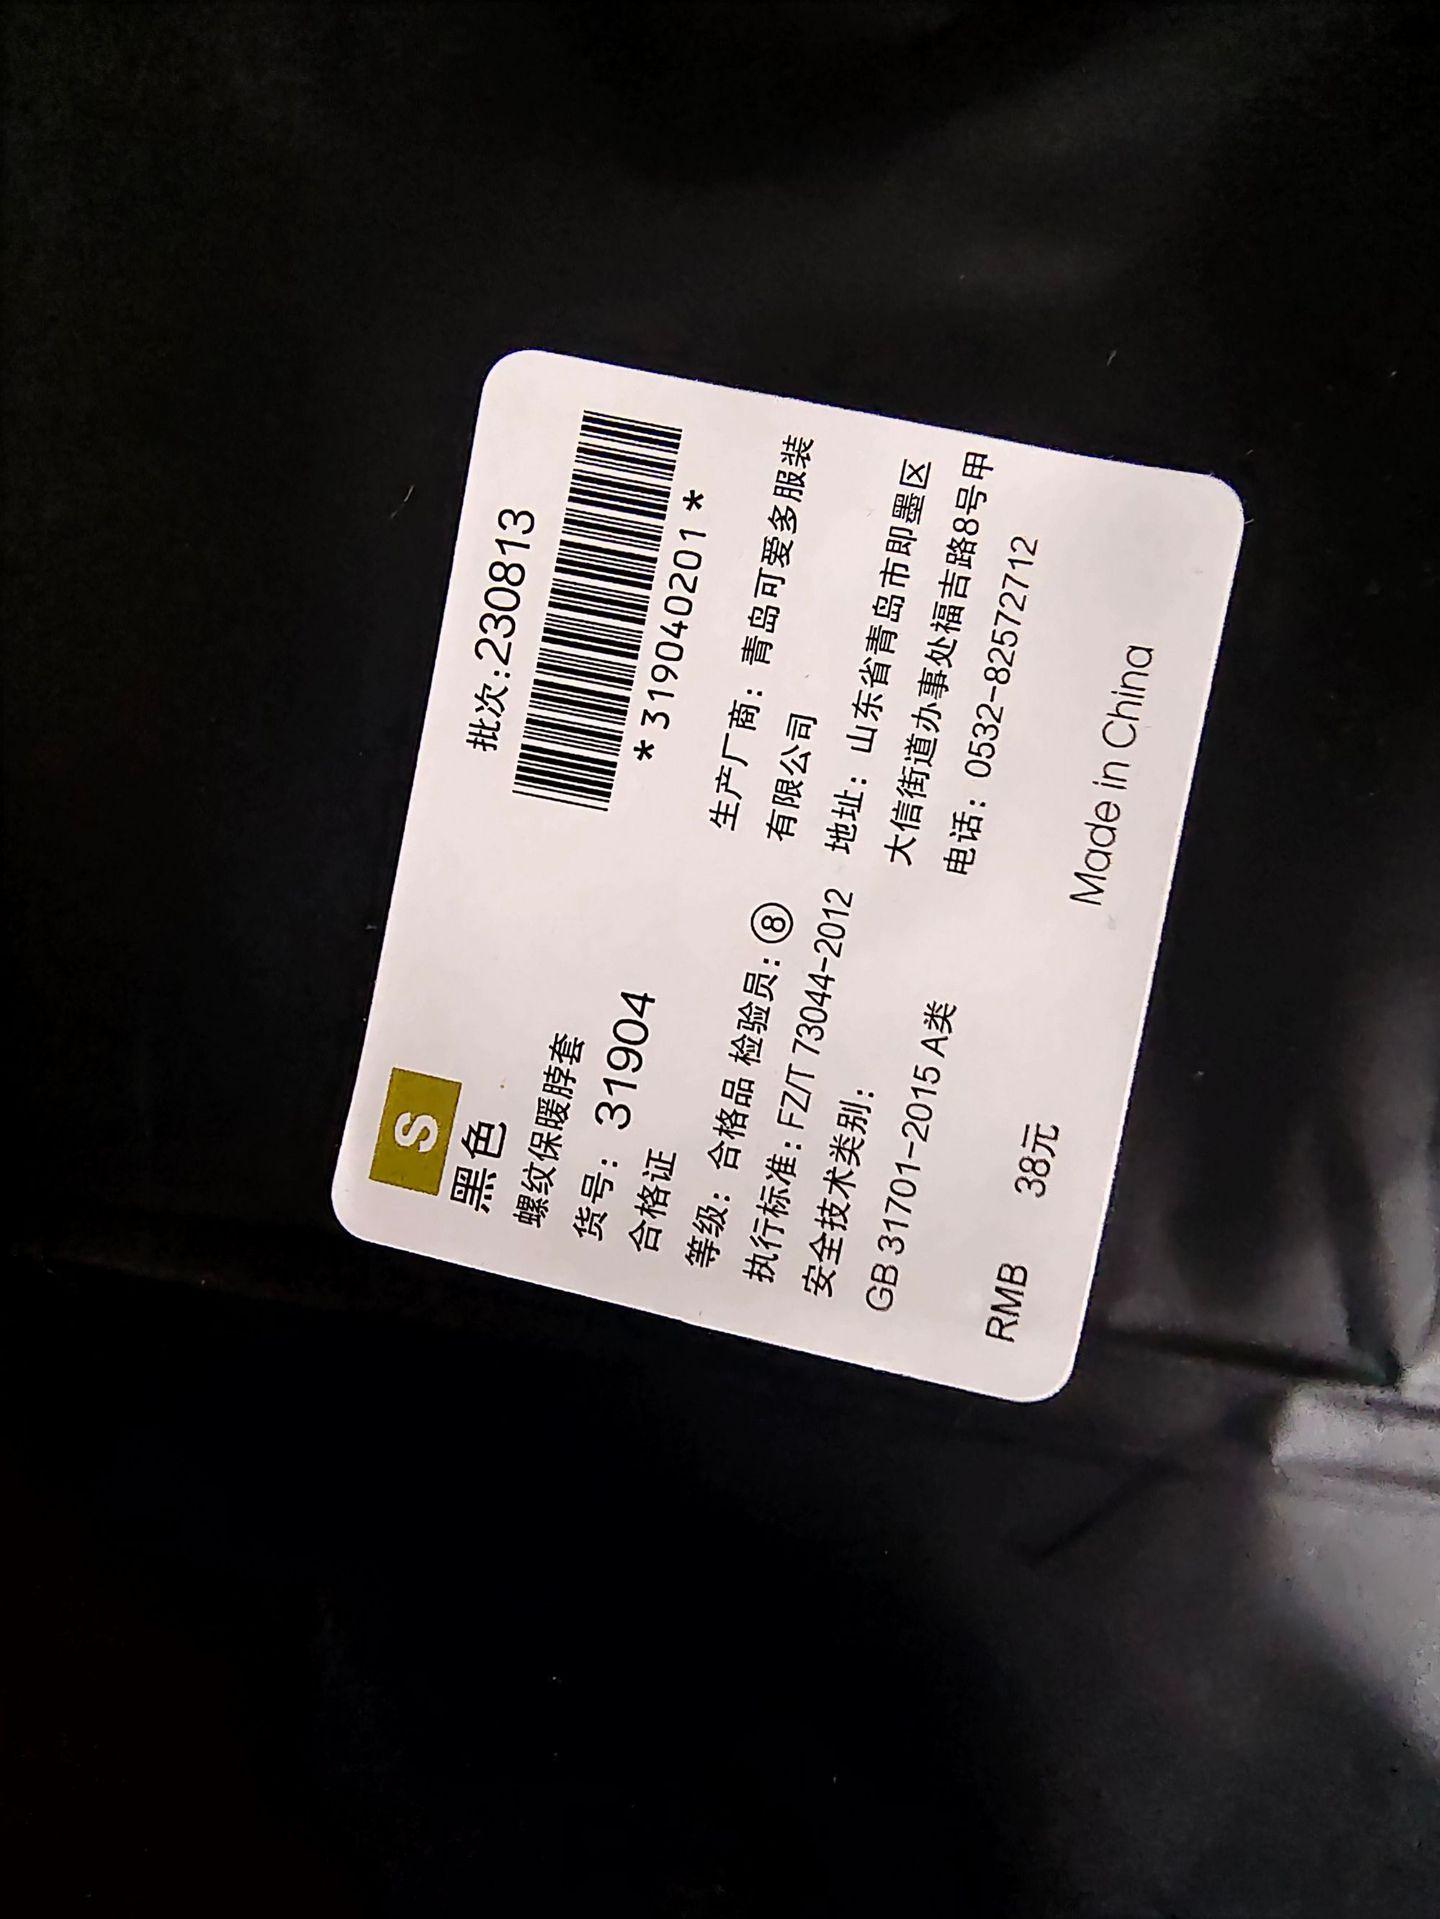 S
黑色
螺纹保暖脖套
货号：31904
合格证
等级：合格品 检验员：⑧
执行标准：FZ/T 73044-2012
安全技术类别：
GB 31701-2015 A类
RMB 38元
批次:230813
*319040201*
生产厂商：青岛可爱多服装
有限公司
地址：山东省青岛市即墨区
大信街道办事处福吉路8号甲
电话：0532-82572712
Made in China